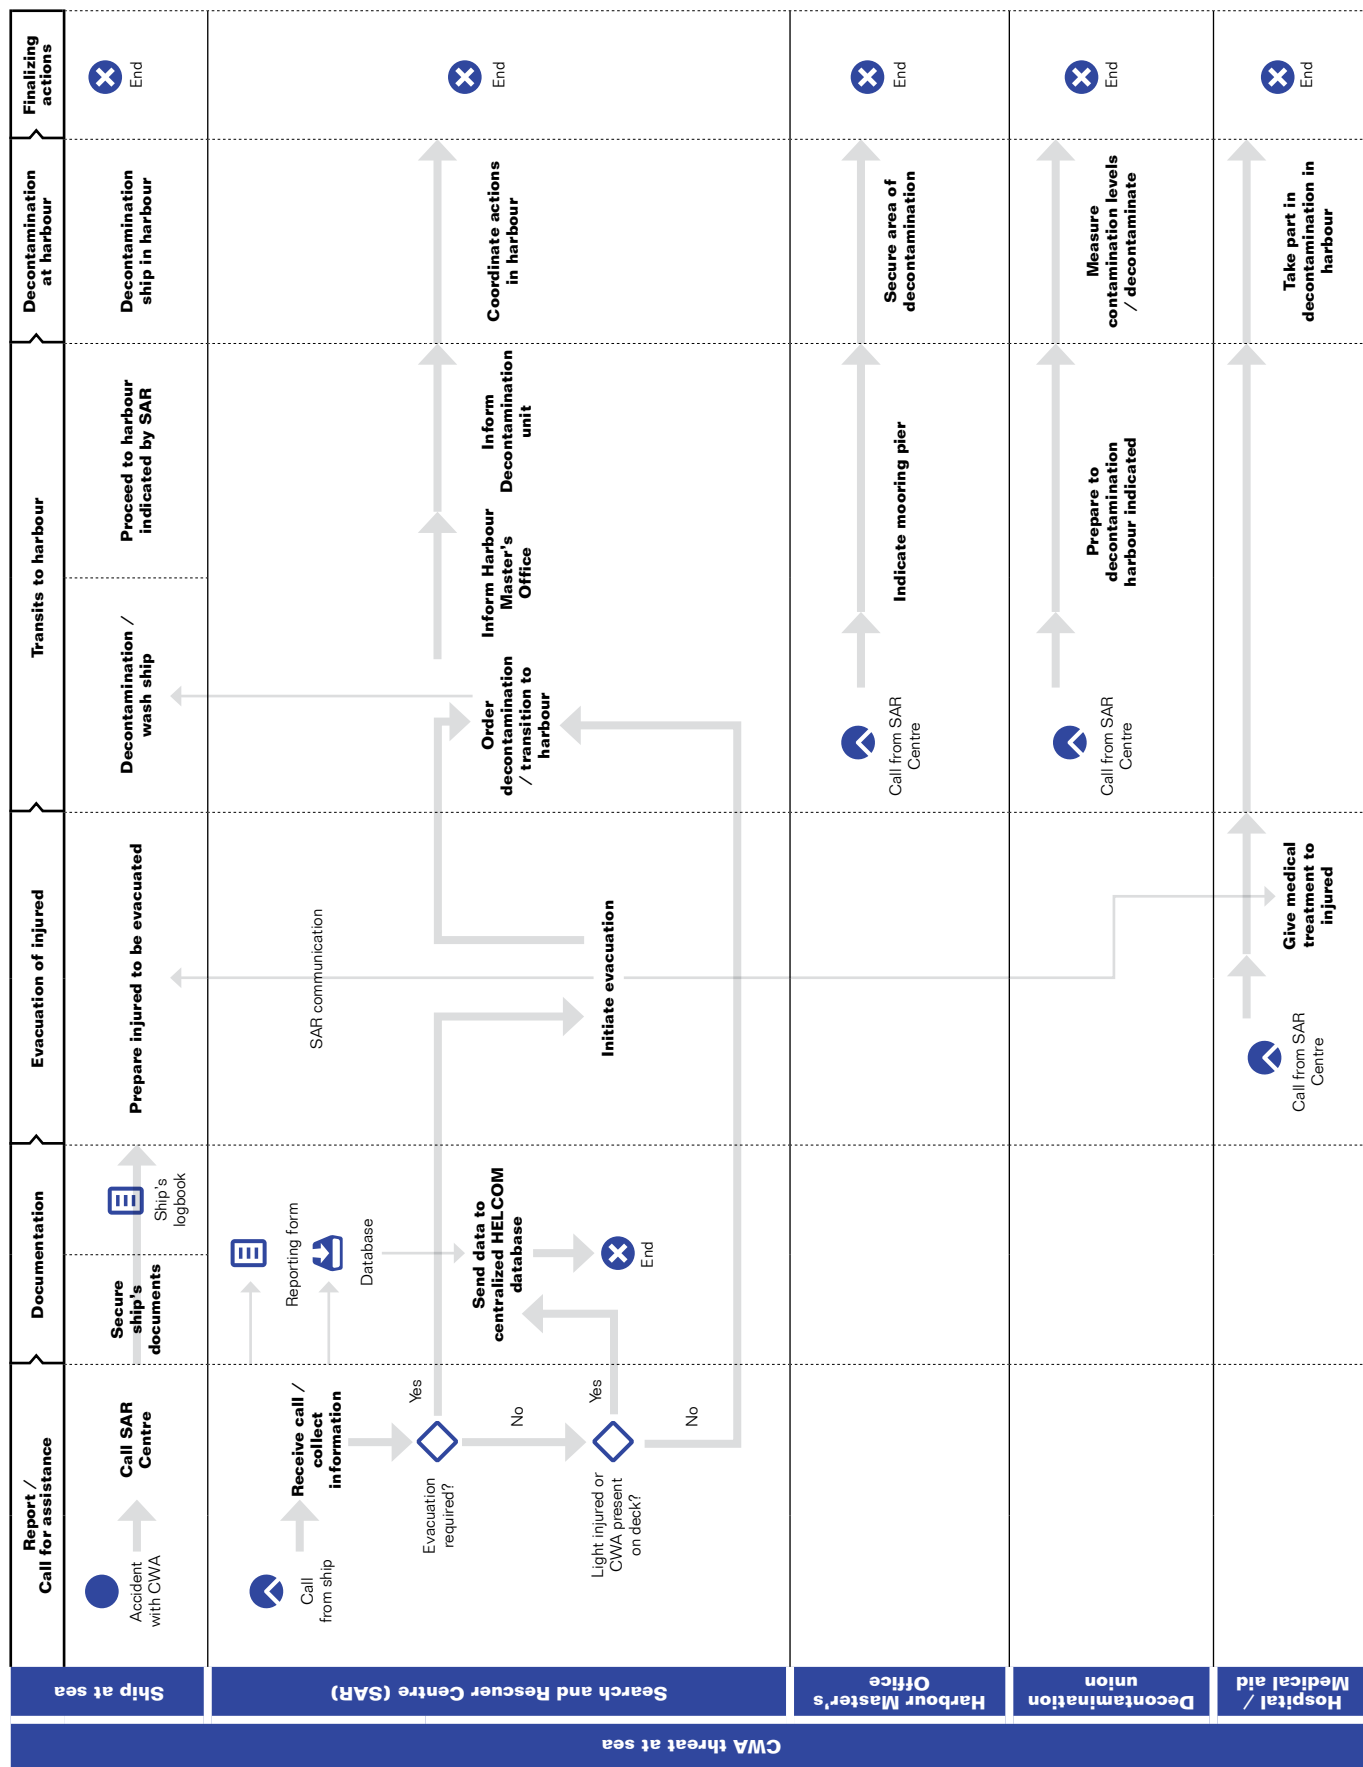 CWA threat at sea
Report /
Call for assistance
Documentation
Evacuation of injured
Transits to harbour
Decontamination
at harbour
Finalizing
actions
Ship at sea
Accident
with CWA
Call SAR
Centre
Secure
ship's
documents
Ship's
logbook
Prepare injured to be evacuated
Decontamination /
wash ship
Proceed to harbour
indicated by SAR
Decontamination
ship in harbour
End
Search and Rescuer Centre (SAR)
Call
from ship
Receive call /
collect
information
Reporting form
Database
SAR communication
Evacuation
required?
Yes
No
Light injured or
CWA present
on deck?
Yes
No
Send data to
centralized HELCOM
database
End
Initiate evacuation
Order
decontamination
/ transition to
harbour
Inform Harbour
Master's
Office
Inform
Decontamination
unit
Coordinate actions
in harbour
End
Harbour Master's
Office
Call from SAR
Centre
Indicate mooring pier
Secure area of
decontamination
End
Decontamination
union
Call from SAR
Centre
Prepare to
decontamination
harbour indicated
Measure
contamination levels
/ decontaminate
End
Hospital /
Medical aid
Call from SAR
Centre
Give medical
treatment to
injured
Take part in
decontamination in
harbour
End